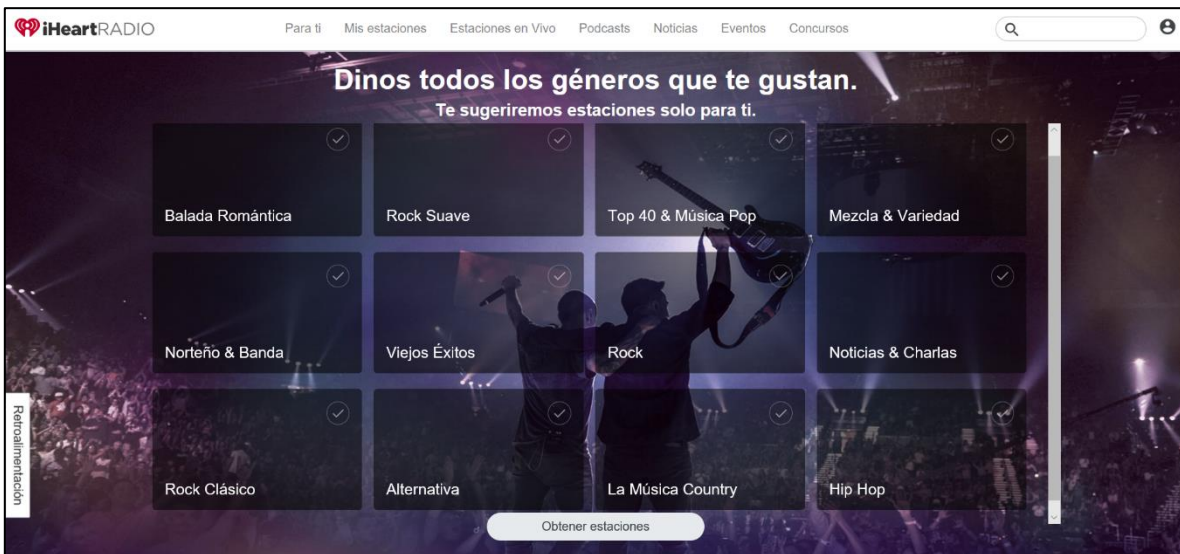 iHeartRADIO
Para ti Mis estaciones Estaciones en Vivo Podcasts Noticias Eventos Concursos
Dinos todos los géneros que te gustan.
Te sugeriremos estaciones solo para ti.
Balada Romántica Rock Suave Top 40 & Música Pop Mezcla & Variedad
Norteño & Banda Viejos Éxitos Rock Noticias & Charlas
Retroalimentación
Rock Clásico Alternativa La Música Country Hip Hop
Obtener estaciones